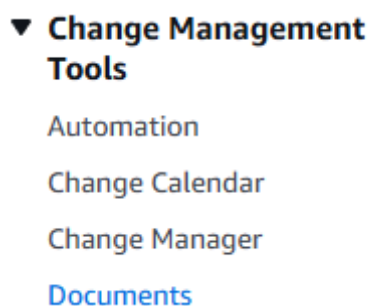 Change Management
Tools
Automation
Change Calendar
Change Manager
Documents